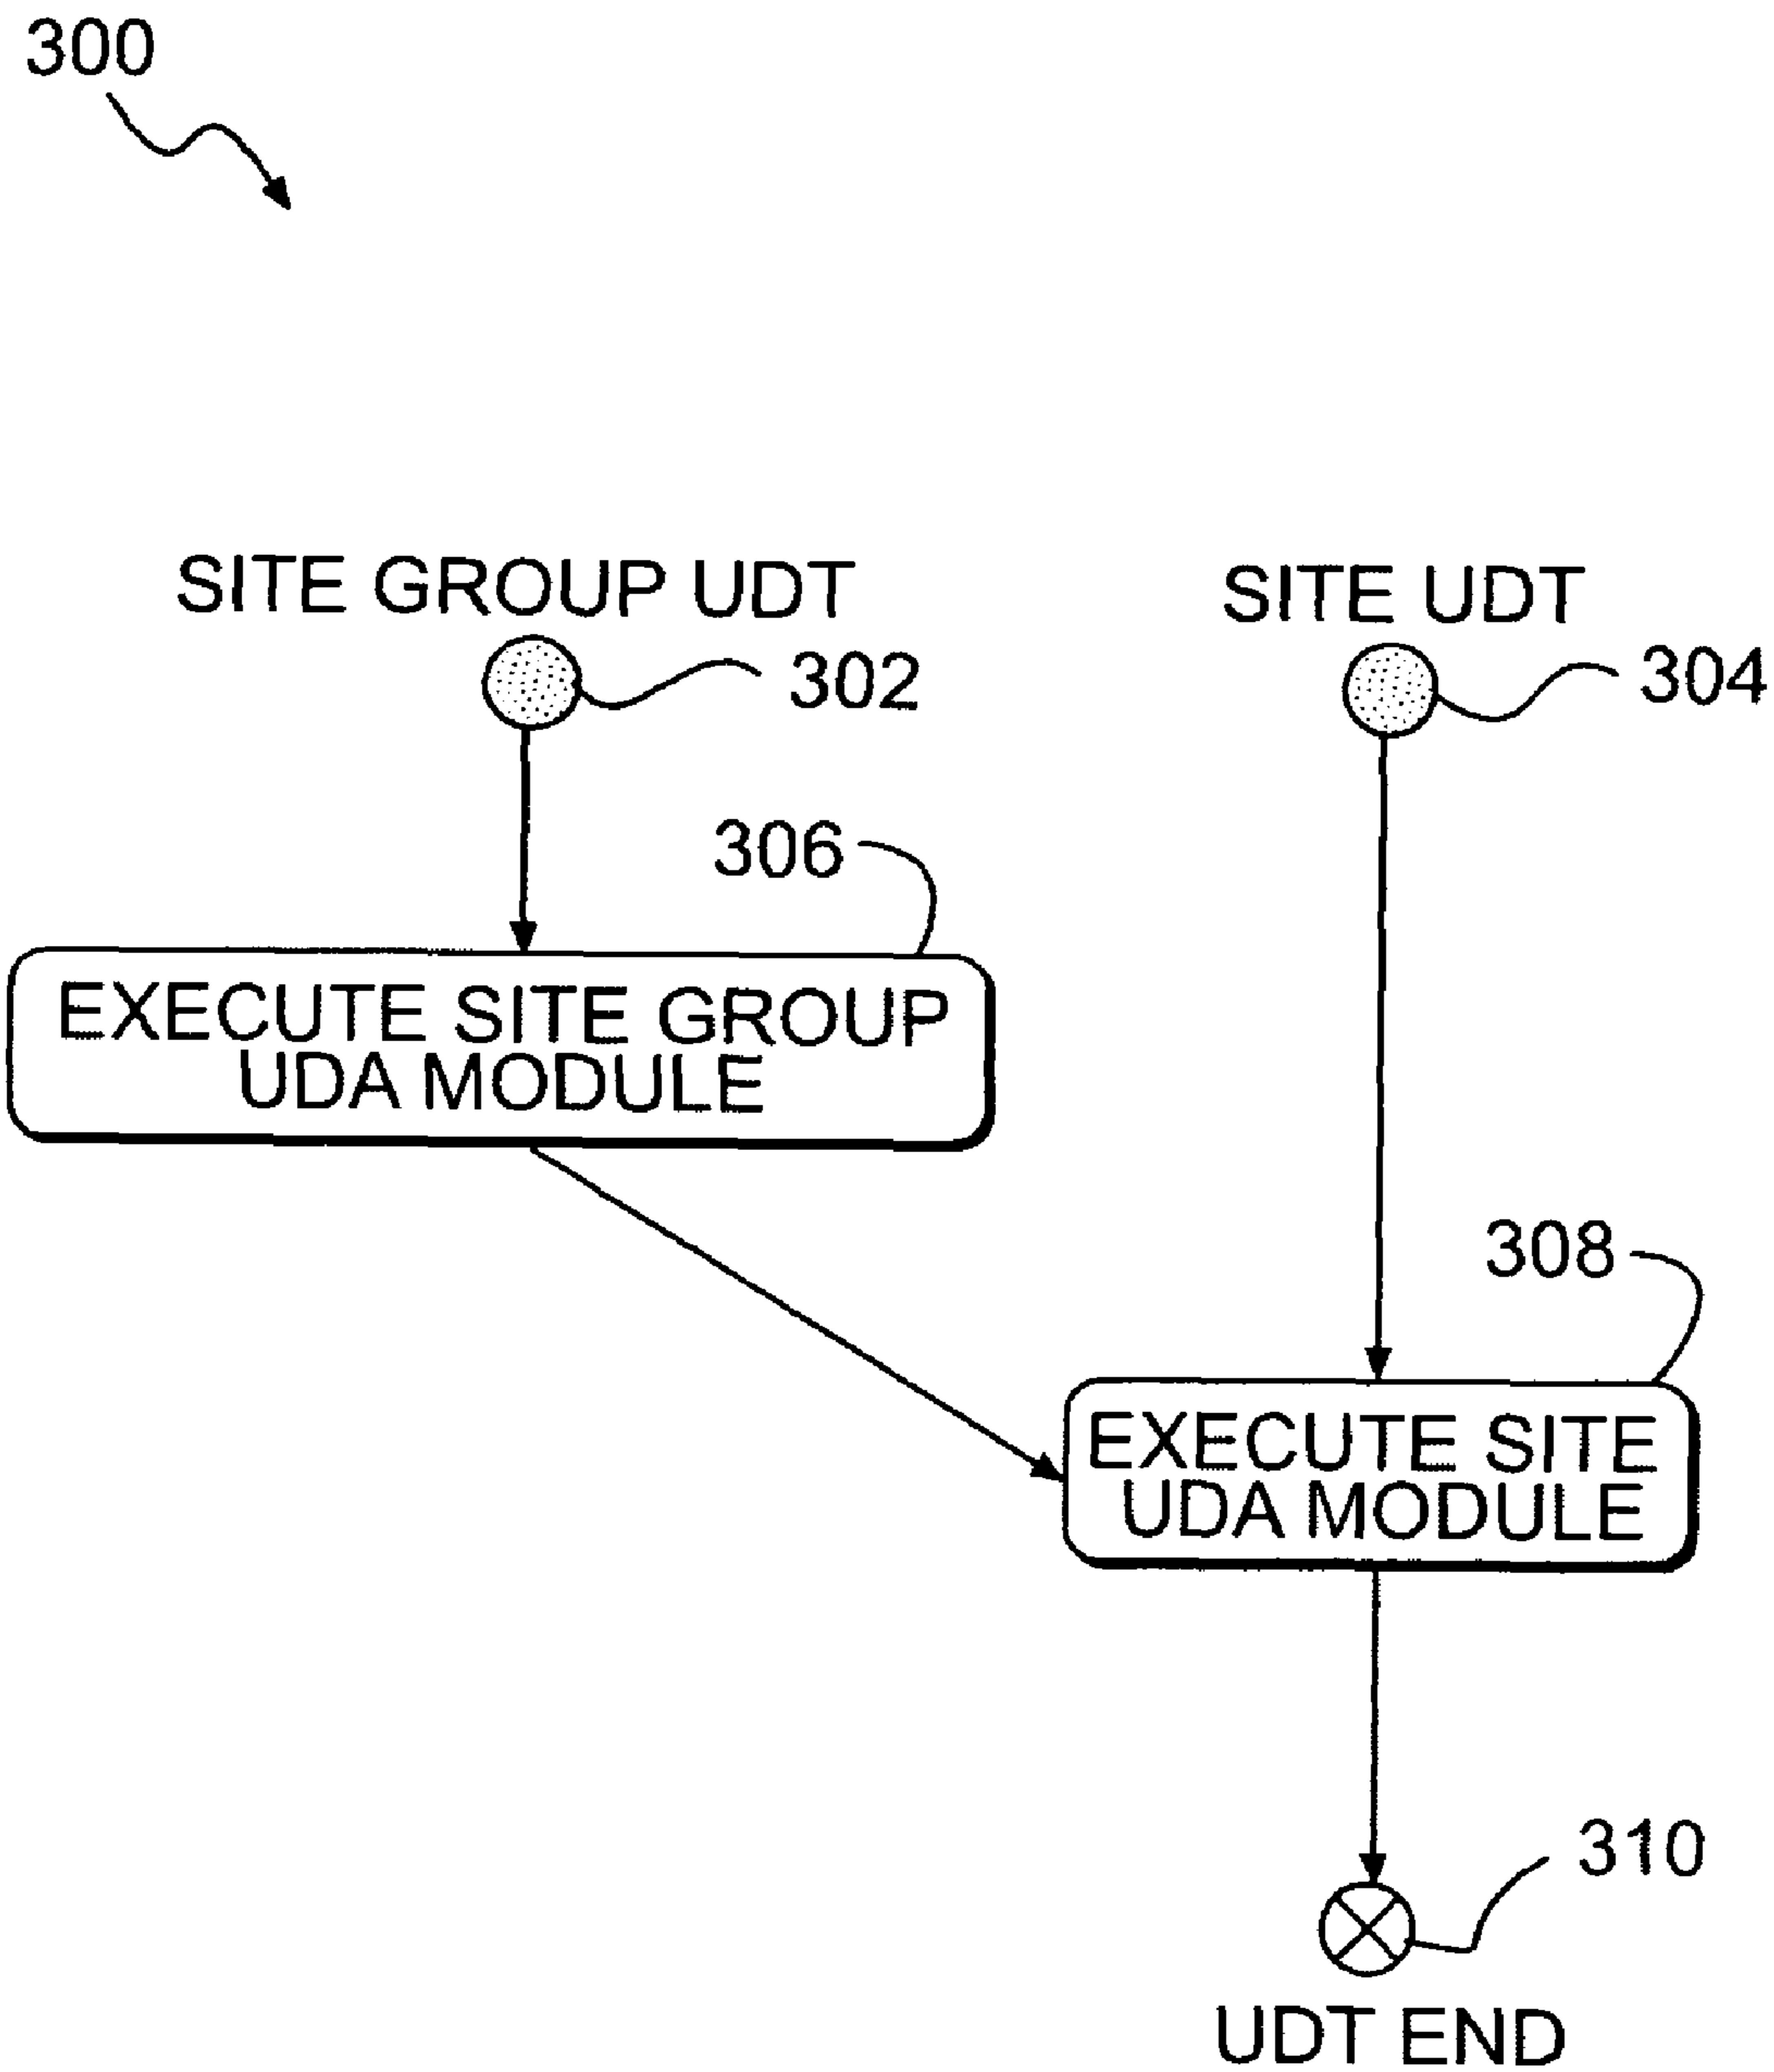 300
SITE GROUP UDT
SITE UDT
302
304
306
EXECUTE SITE GROUP
UDA MODULE
308
EXECUTE SITE
UDA MODULE
310
UDT END